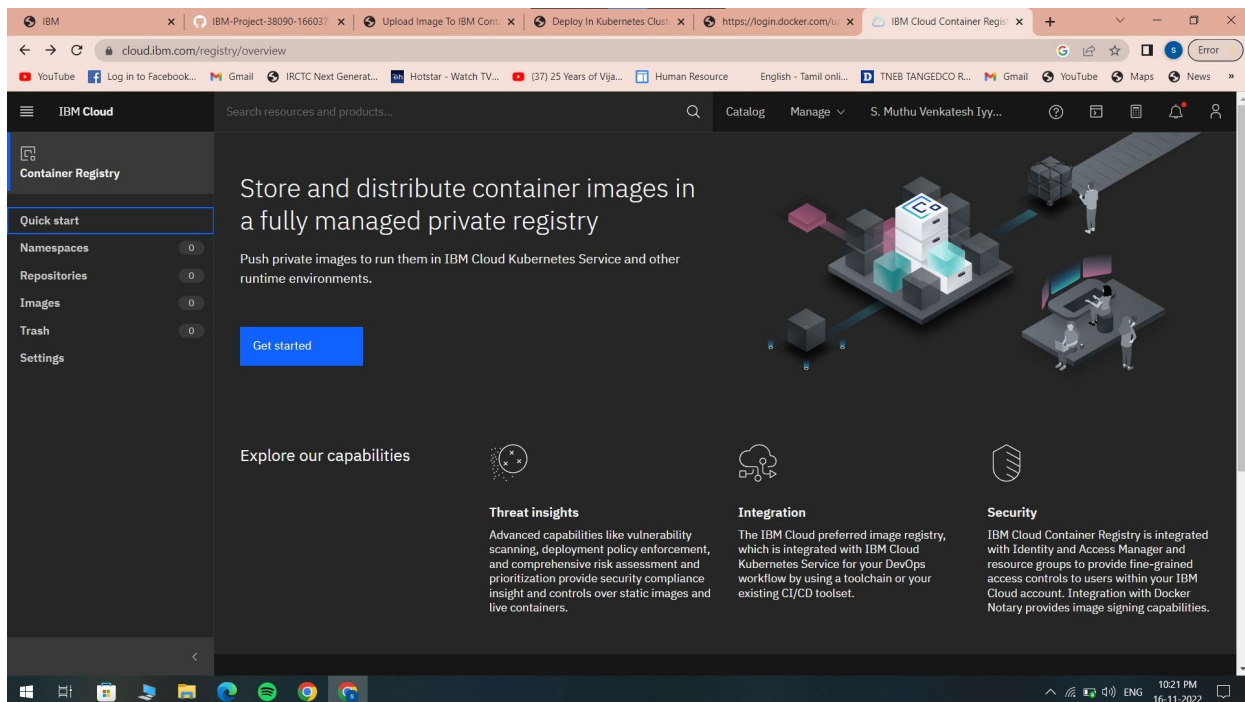 IBM
IBM-Project-38090-166037
Upload Image To IBM Cont
Deploy In Kubernetes Clust
https://login.docker.com/u
IBM Cloud Container Regist
cloud.ibm.com/registry/overview
Error
YouTube
Log in to Facebook...
Gmail
IRCTC Next Generat...
Hotstar - Watch TV...
(37) 25 Years of Vija...
Human Resource
English - Tamil onli...
TNEB TANGEDCO R...
Gmail
YouTube
Maps
News
IBM Cloud
Search resources and products...
Catalog
Manage
S. Muthu Venkatesh Iyy...
Container Registry
Quick start
Namespaces 0
Repositories 0
Images 0
Trash 0
Settings
Store and distribute container images in
a fully managed private registry
Push private images to run them in IBM Cloud Kubernetes Service and other
runtime environments.
Get started
Explore our capabilities
Threat insights
Advanced capabilities like vulnerability
scanning, deployment policy enforcement,
and comprehensive risk assessment and
prioritization provide security compliance
insight and controls over static images and
live containers.
Integration
The IBM Cloud preferred image registry,
which is integrated with IBM Cloud
Kubernetes Service for your DevOps
workflow by using a toolchain or your
existing CI/CD toolset.
Security
IBM Cloud Container Registry is integrated
with Identity and Access Manager and
resource groups to provide fine-grained
access controls to users within your IBM
Cloud account. Integration with Docker
Notary provides image signing capabilities.
ENG
10:21 PM
16-11-2022